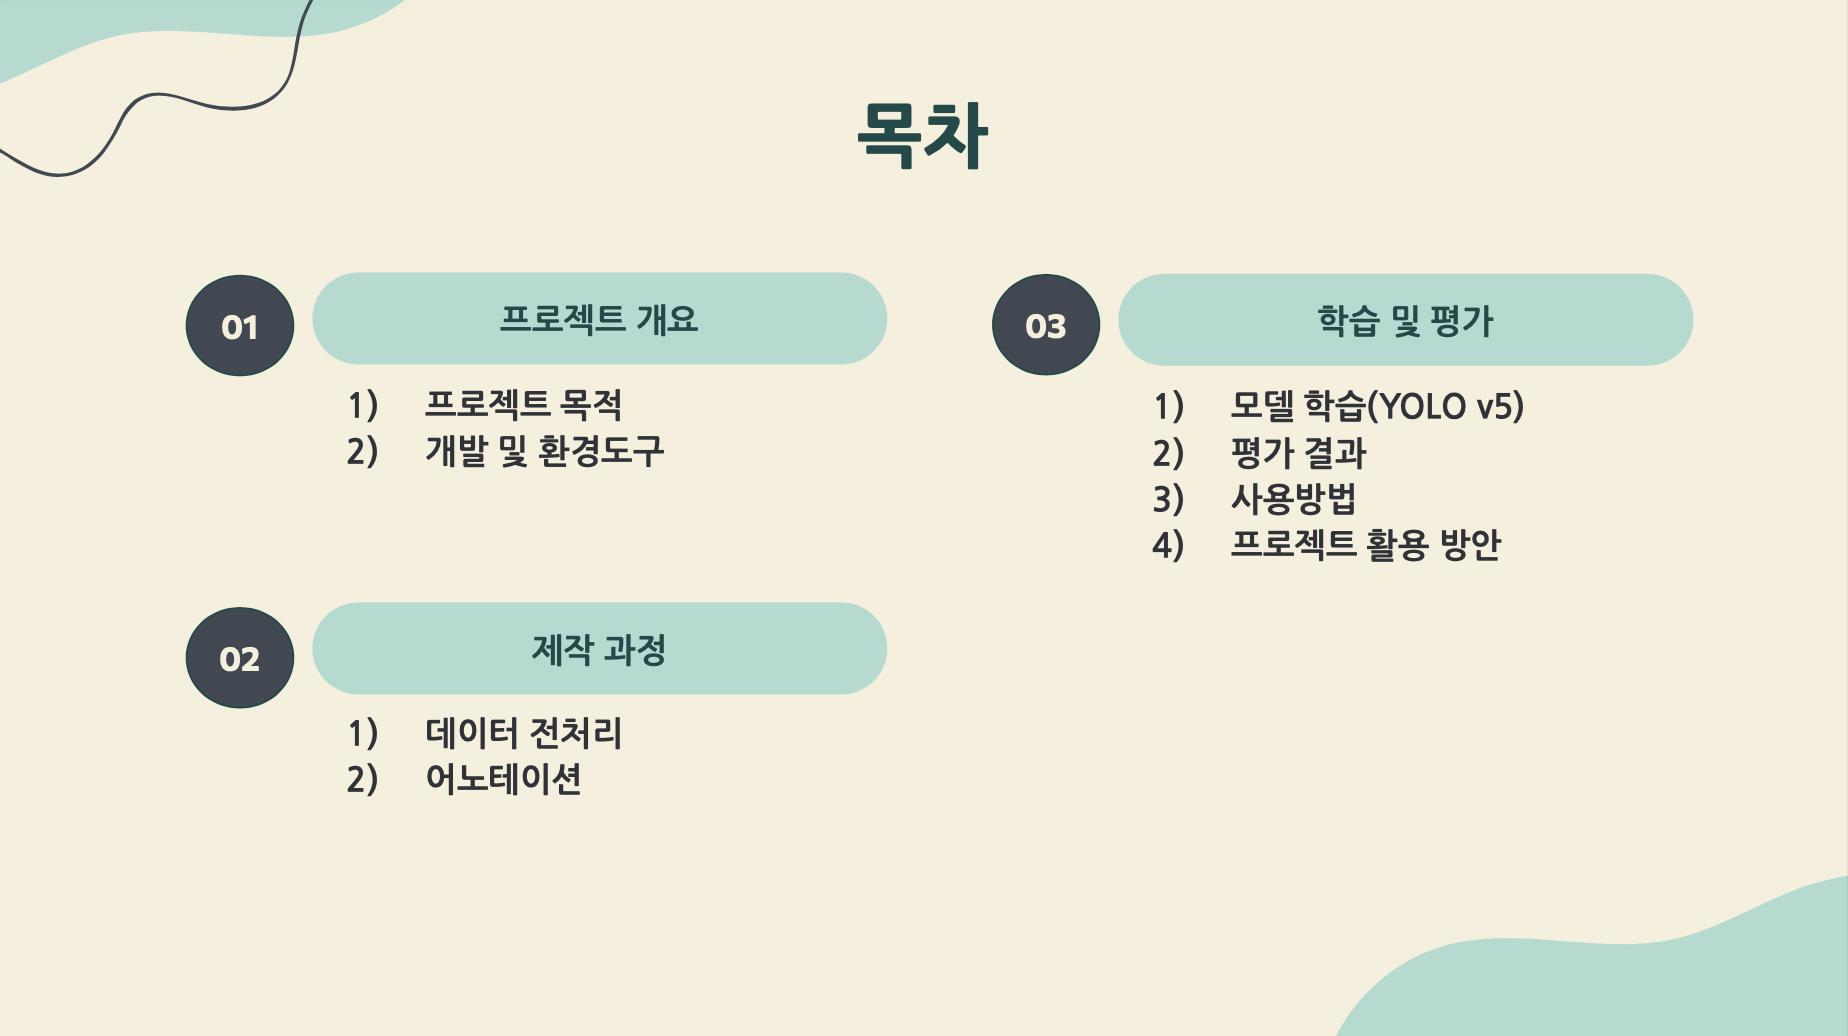 목차
01
프로젝트 개요
1) 프로젝트 목적
2) 개발 및 환경도구
02
제작 과정
1) 데이터 전처리
2) 어노테이션
03
학습 및 평가
1) 모델 학습(YOLO v5)
2) 평가 결과
3) 사용방법
4) 프로젝트 활용 방안